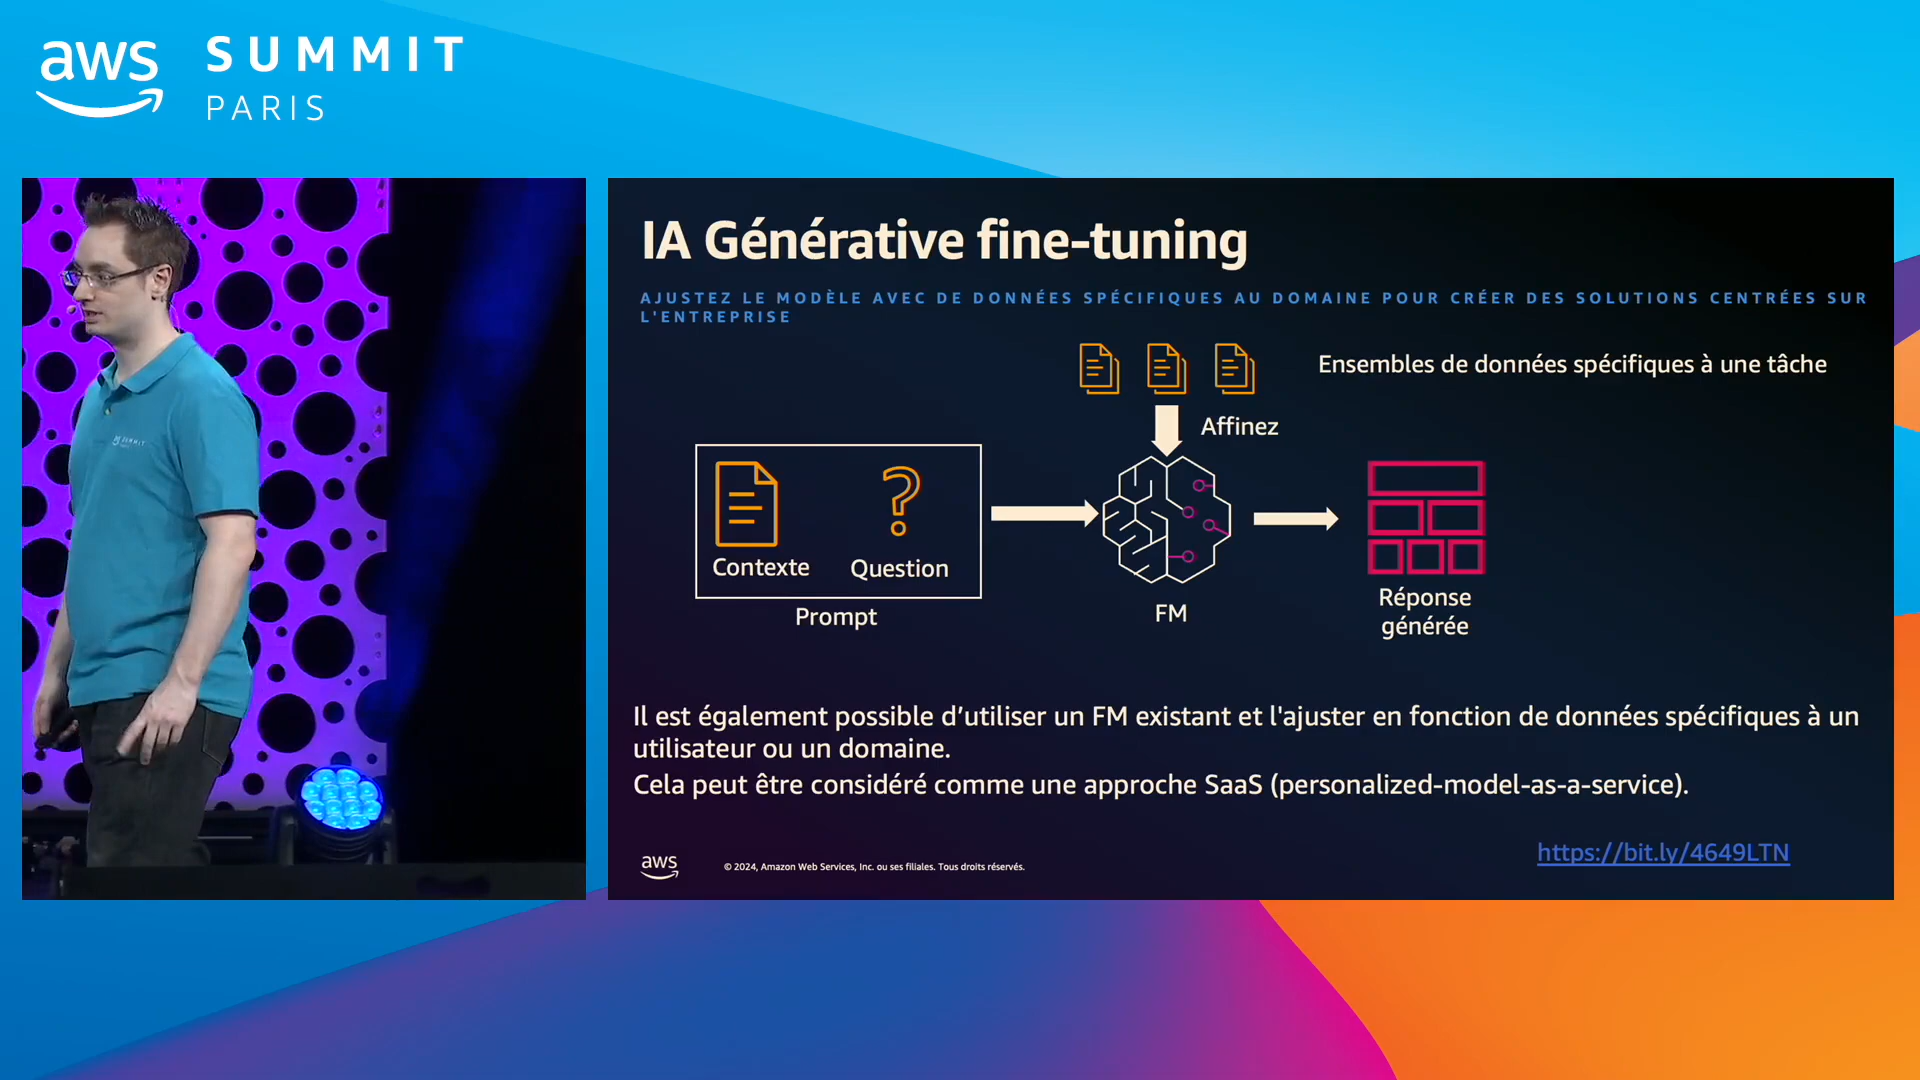 aws SUMMIT
PARIS
IA Générative fine-tuning
AJUSTEZ LE MODÈLE AVEC DE DONNÉES SPÉCIFIQUES AU DOMAINE POUR CRÉER DES SOLUTIONS CENTRÉES SUR
L'ENTREPRISE
Ensembles de données spécifiques à une tâche
Affinez
?
Contexte
Question
Prompt
FM
Réponse
générée
Il est également possible d’utiliser un FM existant et l'ajuster en fonction de données spécifiques à un
utilisateur ou un domaine.
Cela peut être considéré comme une approche SaaS (personalized-model-as-a-service).
https://bit.ly/4649LTN
aws
© 2024, Amazon Web Services, Inc. ou ses filiales. Tous droits réservés.